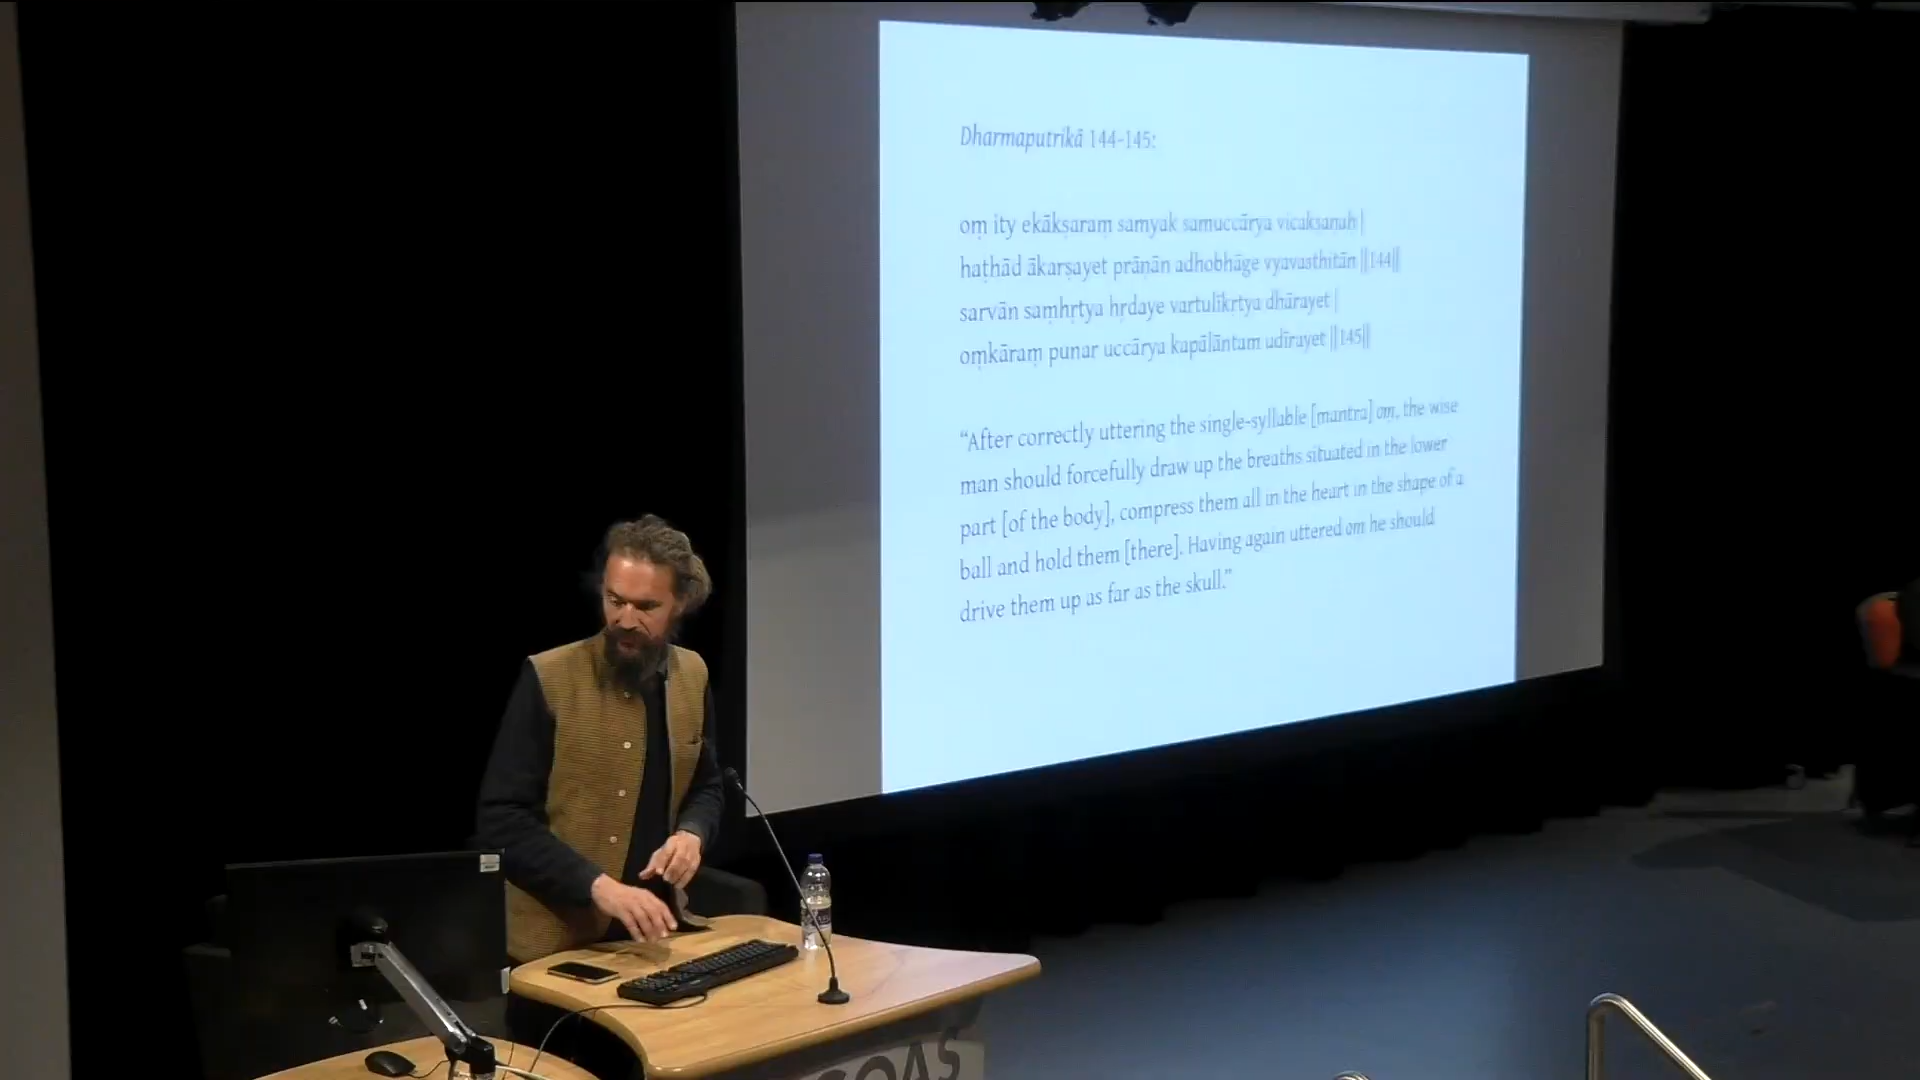 Dharmaputrikā 144-145:
oṃ ity ekākṣaraṃ samyak samuccārya vicakṣaṇaḥ |
haṭhād ākarṣayet prāṇān adhobhāge vyavasthitān ||144||
sarvān saṃhṛtya hṛdaye vartulīkṛtya dhārayet |
oṃkāraṃ punar uccārya kapālāntam udīrayet ||145||
“After correctly uttering the single-syllable [mantra] oṃ, the wise
man should forcefully draw up the breaths situated in the lower
part [of the body], compress them all in the heart in the shape of a
ball and hold them [there]. Having again uttered oṃ he should
drive them up as far as the skull.”
SOAS